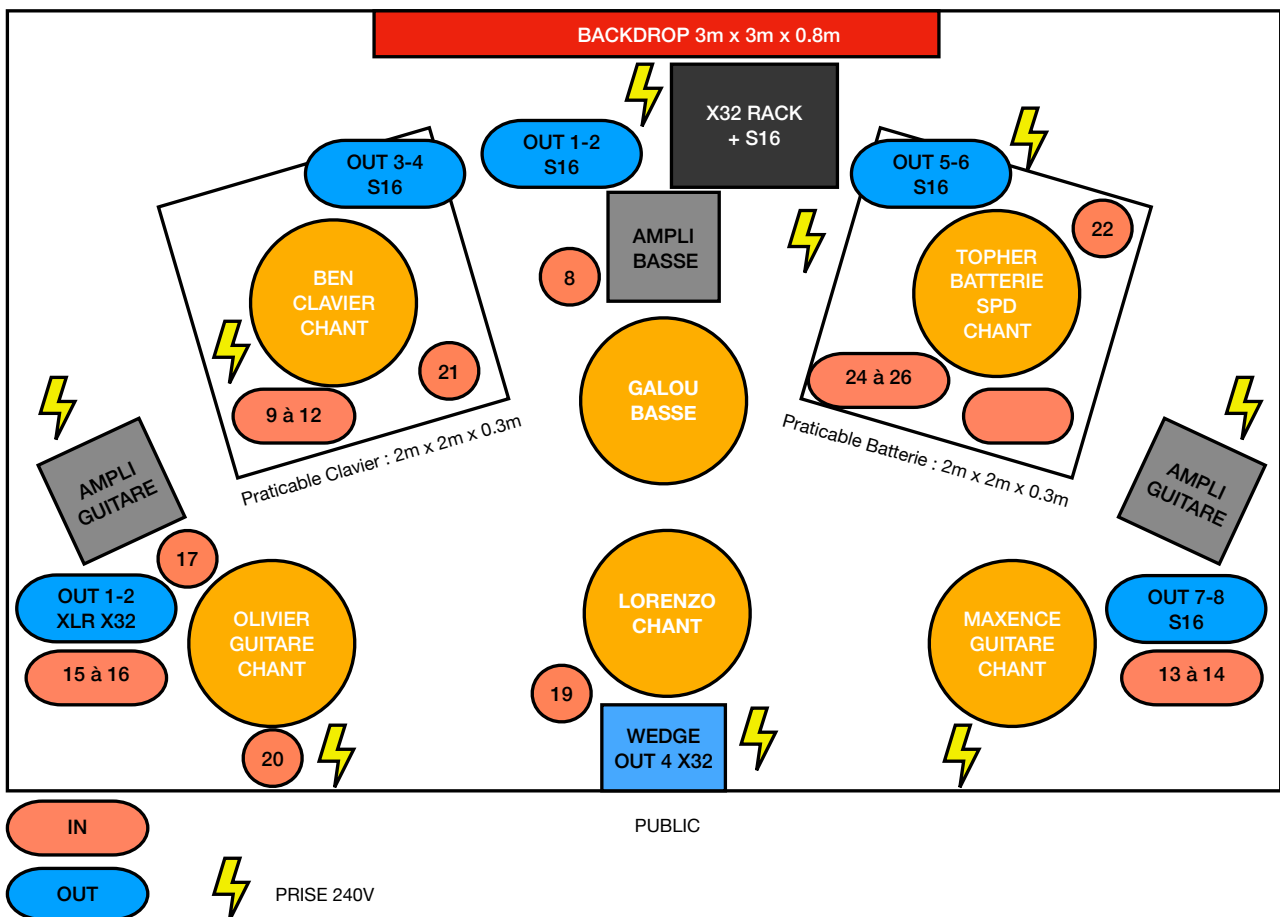 BACKDROP 3m x 3m x 0.8m
X32 RACK
+ S16
OUT 3-4
S16
OUT 1-2
S16
OUT 5-6
S16
AMPLI
BASSE
8
22
BEN
CLAVIER
CHANT
TOPHER
BATTERIE
SPD
CHANT
21
9 à 12
GALOU
BASSE
24 à 26
Praticable Clavier : 2m x 2m x 0.3m
Praticable Batterie : 2m x 2m x 0.3m
AMPLI
GUITARE
AMPLI
GUITARE
17
OUT 1-2
XLR X32
15 à 16
OLIVIER
GUITARE
CHANT
20
LORENZO
CHANT
19
WEDGE
OUT 4 X32
MAXENCE
GUITARE
CHANT
OUT 7-8
S16
13 à 14
PUBLIC
IN
OUT
PRISE 240V